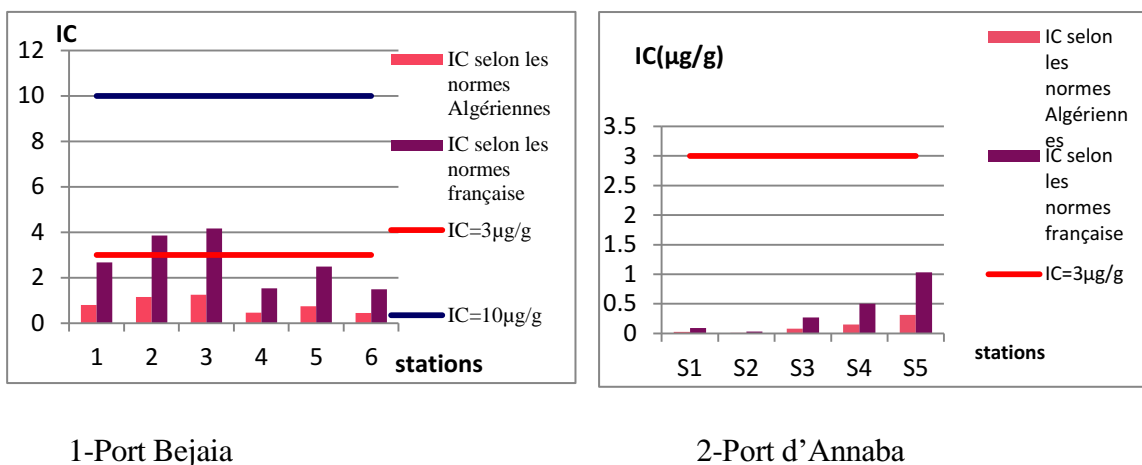 IC
12
10
8
6
4
2
0
1 2 3 4 5 6
stations
IC selon les
normes
Algériennes
IC selon les
normes
française
IC=3µg/g
IC=10µg/g
1-Port Bejaia
IC(µg/g)
3.5
3
2.5
2
1.5
1
0.5
0
S1 S2 S3 S4 S5
stations
IC selon
les
normes
Algérienn
es
IC selon
les
normes
française
IC=3µg/g
2-Port d’Annaba